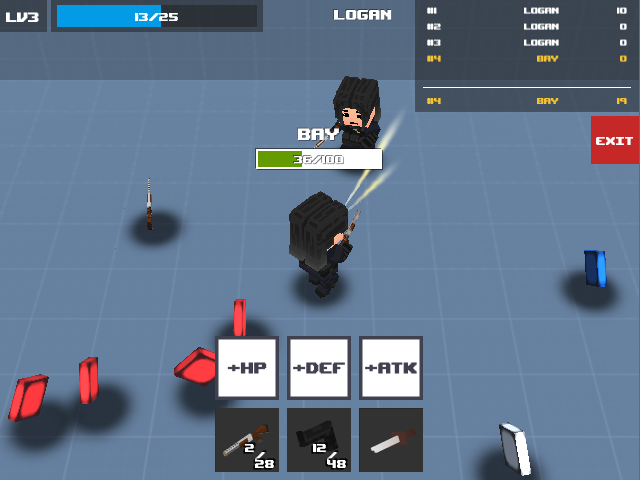 LV3
13/25
LOGAN
#1 LOGAN 10
#2 LOGAN 0
#3 LOGAN 0
#4 BAY 0
#4 BAY 19
EXIT
BAY
36/100
+HP
+DEF
+ATK
2/28
12/48